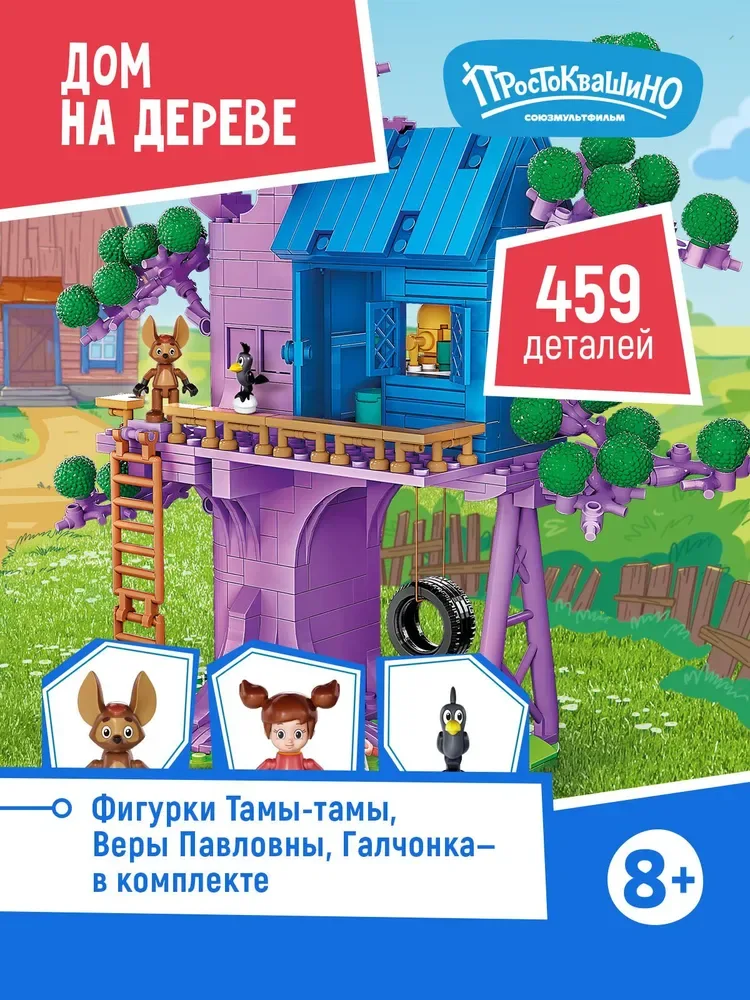 ДОМ
НА ДЕРЕВЕ
ПРОСТОКВАШИНО
СОЮЗМУЛЬТФИЛЬМ
459
деталей
Фигурки Тамы-тамы,
Веры Павловны, Галчонка—
в комплекте
8+